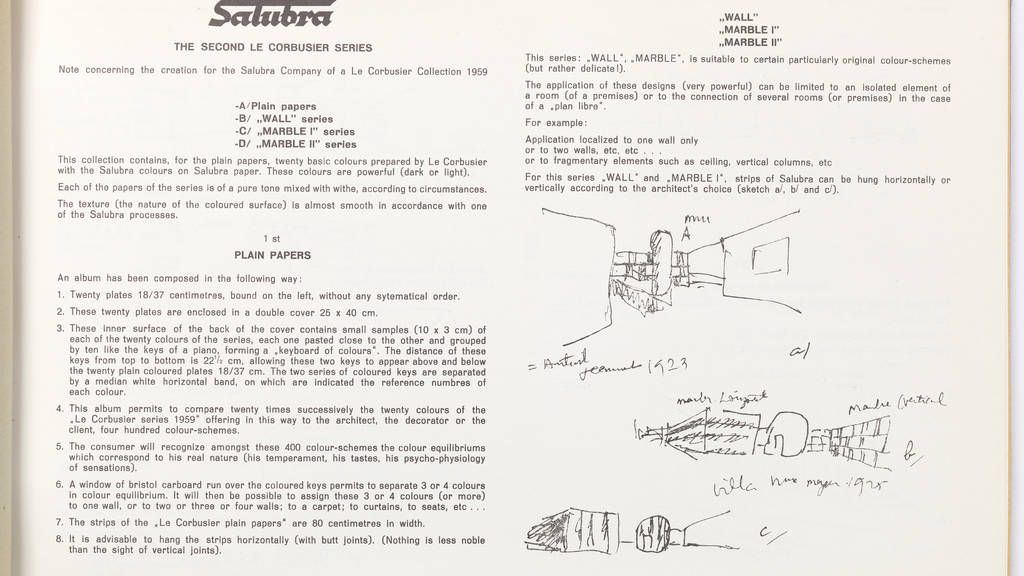 Salubra
THE SECOND LE CORBUSIER SERIES
Note concerning the creation for the Salubra Company of a Le Corbusier Collection 1959
-A/Plain papers
-B/ „WALL" series
-C/ „MARBLE I" series
-D/ „MARBLE II" series
This collection contains, for the plain papers, twenty basic colours prepared by Le Corbusier
with the Salubra colours on Salubra paper. These colours are powerful (dark or light).
Each of the papers of the series is of a pure tone mixed with withe, according to circumstances.
The texture (the nature of the coloured surface) is almost smooth in accordance with one
of the Salubra processes.
1 st
PLAIN PAPERS
An album has been composed in the following way:
1. Twenty plates 18/37 centimetres, bound on the left, without any sytematical order.
2. These twenty plates are enclosed in a double cover 25 x 40 cm.
3. These inner surface of the back of the cover contains small samples (10 x 3 cm) of
each of the twenty colours of the series, each one pasted close to the other and grouped
by ten like the keys of a piano, forming a „keyboard of colours". The distance of these
keys from top to bottom is 22½ cm, allowing these two keys to appear above and below
the twenty plain coloured plates 18/37 cm. The two series of coloured keys are separated
by a median white horizontal band, on which are indicated the reference numbres of
each colour.
4. This album permits to compare twenty times successively the twenty colours of the
„Le Corbusier series 1959" offering in this way to the architect, the decorator or the
client, four hundred colour-schemes.
5. The consumer will recognize amongst these 400 colour-schemes the colour equilibriums
which correspond to his real nature (his temperament, his tastes, his psycho-physiology
of sensations).
6. A window of bristol carboard run over the coloured keys permits to separate 3 or 4 colours
in colour equilibrium. It will then be possible to assign these 3 or 4 colours (or more)
to one wall, or to two or three or four walls; to a carpet; to curtains, to seats, etc . . .
7. The strips of the „Le Corbusier plain papers" are 80 centimetres in width.
8. It is advisable to hang the strips horizontally (with butt joints). (Nothing is less noble
than the sight of vertical joints).
„WALL"
„MARBLE I"
„MARBLE II"
This series: „WALL", „MARBLE", is suitable to certain particularly original colour-schemes
(but rather delicate!).
The application of these designs (very powerful) can be limited to an isolated element of
a room (of a premises) or to the connection of several rooms (or premises) in the case
of a „plan libre".
For example:
Application localized to one wall only
or to two walls, etc, etc . . .
or to fragmentary elements such as ceiling, vertical columns, etc
For this series „WALL" and „MARBLE I", strips of Salubra can be hung horizontally or
vertically according to the architect's choice (sketch a/, b/ and c/).
mur
A
= 1923
a/
vertical
b/
villa 1925
c/